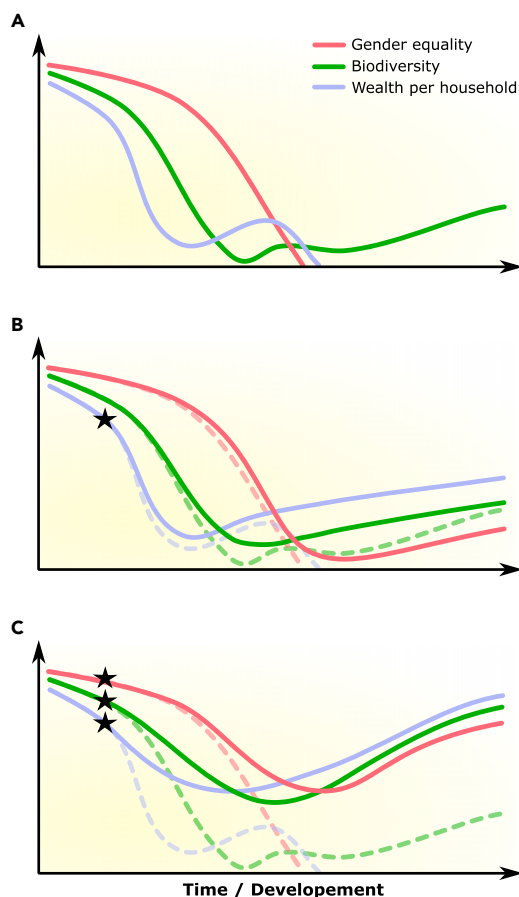 A
Gender equality
Biodiversity
Wealth per household
B
C
Time / Developement